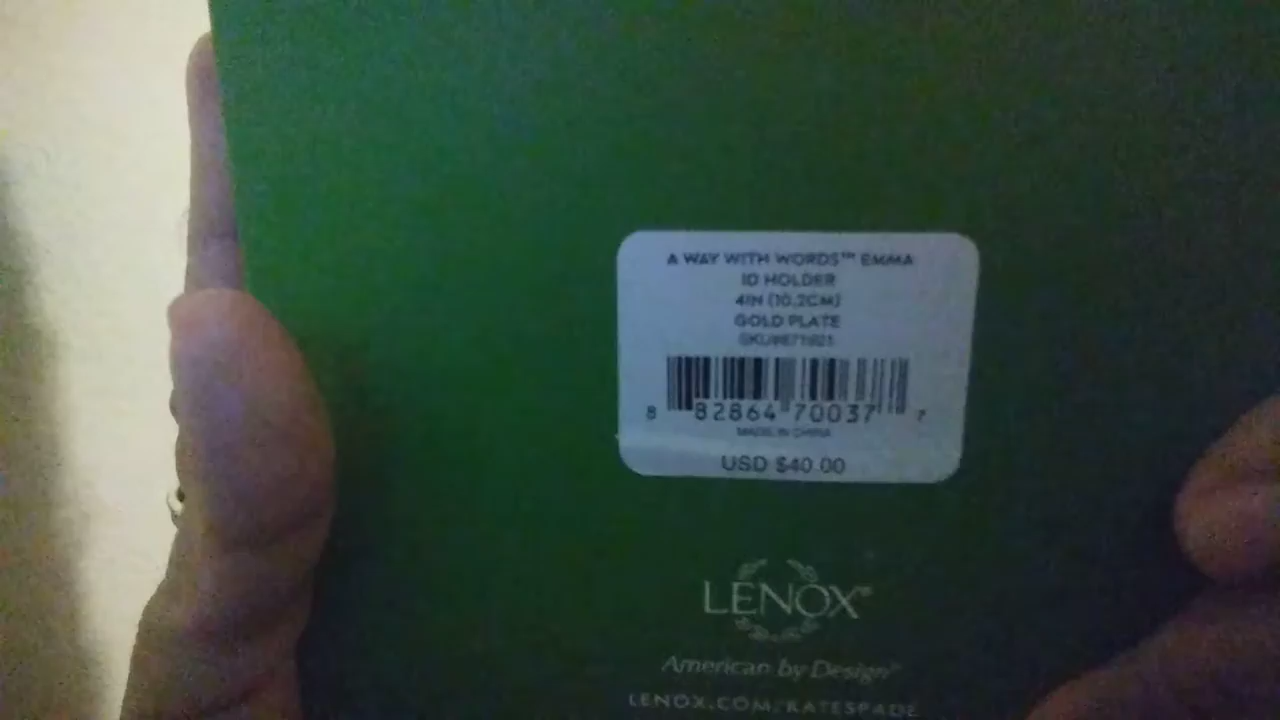 A WAY WITH WORDS™ EMMA
ID HOLDER
4IN (10.2CM)
GOLD PLATE
8 82864 70037 7
MADE IN CHINA
USD $40.00
LENOX®
American by Design®
LENOX.COM/KATESPADE